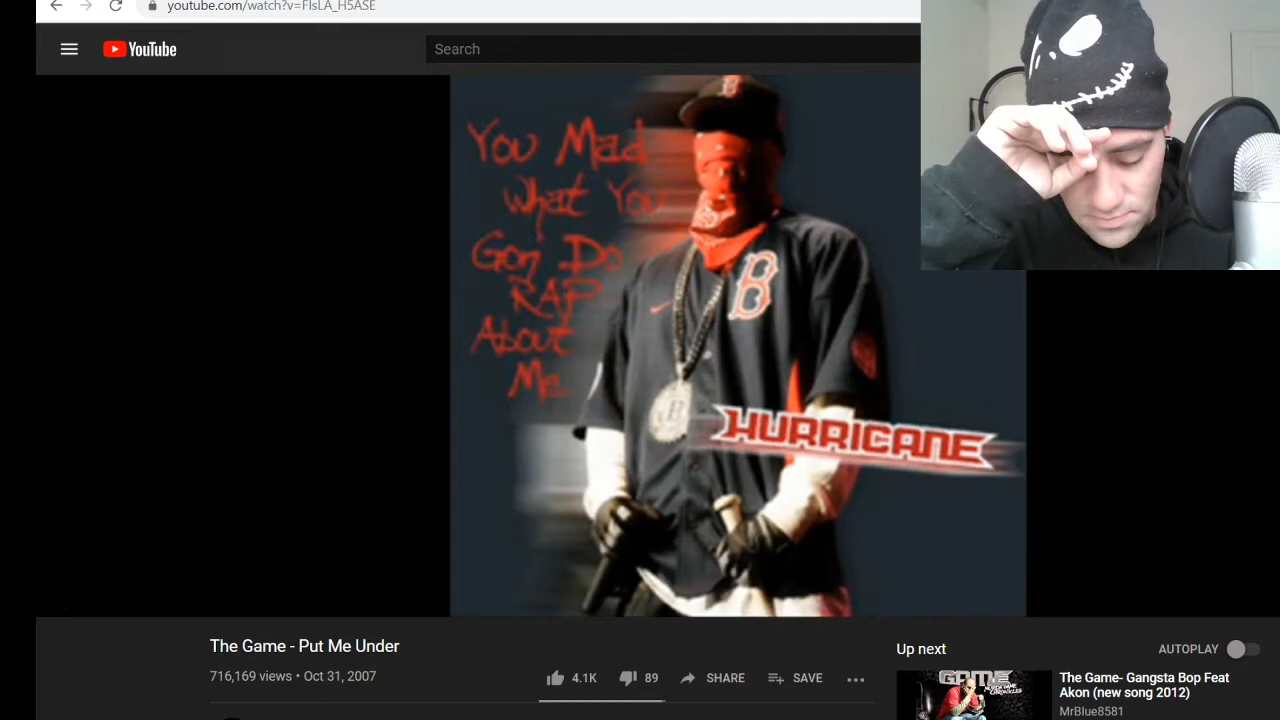 youtube.com/watch?v=FlsLA_H5ASE
YouTube
Search
B
You Mad
What You
Gon Do
RAP
About
Me
B
B
HURRICANE
The Game - Put Me Under
716,169 views • Oct 31, 2007
4.1K
89
SHARE
SAVE
Up next
AUTOPLAY
GAME
The Game- Gangsta Bop Feat
Akon (new song 2012)
MrBlue8581